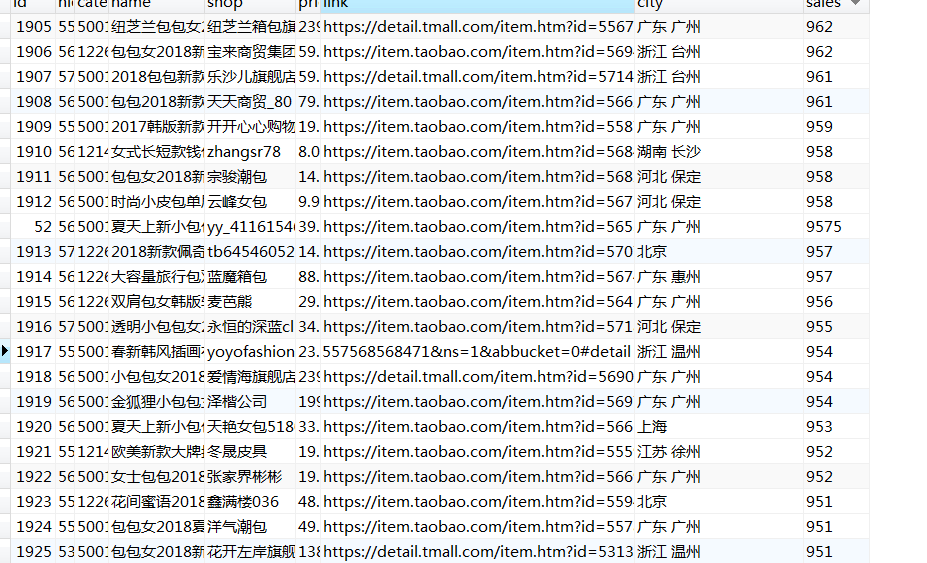 id nid cate name shop pri link city sales
1905 55 5001 纽芝兰包包女 纽芝兰箱包旗 239 https://detail.tmall.com/item.htm?id=5567 广东 广州 962
1906 56 1226 包包女2018新 宝来商贸集团 59. https://item.taobao.com/item.htm?id=569 浙江 台州 962
1907 57 5001 2018包包新款 乐沙儿旗舰店 59. https://detail.tmall.com/item.htm?id=5714 浙江 台州 961
1908 56 5001 包包2018新款 天天商贸_80 79. https://item.taobao.com/item.htm?id=566 广东 广州 961
1909 55 5001 2017韩版新款 开开心心购物 19. https://item.taobao.com/item.htm?id=558 广东 广州 959
1910 56 1214 女式长短款钱 zhangsr78 8.0 https://item.taobao.com/item.htm?id=568 湖南 长沙 958
1911 56 5001 包包女2018新 宗骏潮包 14. https://item.taobao.com/item.htm?id=568 河北 保定 958
1912 56 5001 时尚小皮包单 云峰女包 9.9 https://item.taobao.com/item.htm?id=567 河北 保定 958
52 56 5001 夏天上新小包 yy_4116154 39. https://item.taobao.com/item.htm?id=565 广东 广州 9575
1913 57 1226 2018新款佩奇 tb64546052 14. https://item.taobao.com/item.htm?id=570 北京 957
1914 56 1226 大容量旅行包 蓝魔箱包 88. https://item.taobao.com/item.htm?id=567 广东 惠州 957
1915 55 1226 双肩包女韩版 麦芭熊 29. https://item.taobao.com/item.htm?id=564 广东 广州 956
1916 57 5001 透明小包包女 永恒的深蓝cl 34. https://item.taobao.com/item.htm?id=571 河北 保定 955
1917 55 5001 春新韩风插画 yoyofashion 23. 557568568471&ns=1&abbucket=0#detail 浙江 温州 954
1918 56 5001 小包包女2018 爱情海旗舰店 239 https://detail.tmall.com/item.htm?id=5690 广东 广州 954
1919 56 5001 金狐狸小包包 泽楷公司 199 https://item.taobao.com/item.htm?id=569 广东 广州 954
1920 56 5001 夏天上新小包 天艳女包518 33. https://item.taobao.com/item.htm?id=566 上海 953
1921 55 1214 欧美新款大牌 冬晟皮具 19. https://item.taobao.com/item.htm?id=555 江苏 徐州 952
1922 56 5001 女士包包2018 张家界彬彬 19. https://item.taobao.com/item.htm?id=566 广东 广州 952
1923 55 1226 花间蜜语2018 鑫满楼036 48. https://item.taobao.com/item.htm?id=559 北京 951
1924 55 5001 包包女2018夏 洋气潮包 49. https://item.taobao.com/item.htm?id=557 广东 广州 951
1925 53 5001 包包女2018新 花开左岸旗舰 138 https://detail.tmall.com/item.htm?id=5313 浙江 温州 951